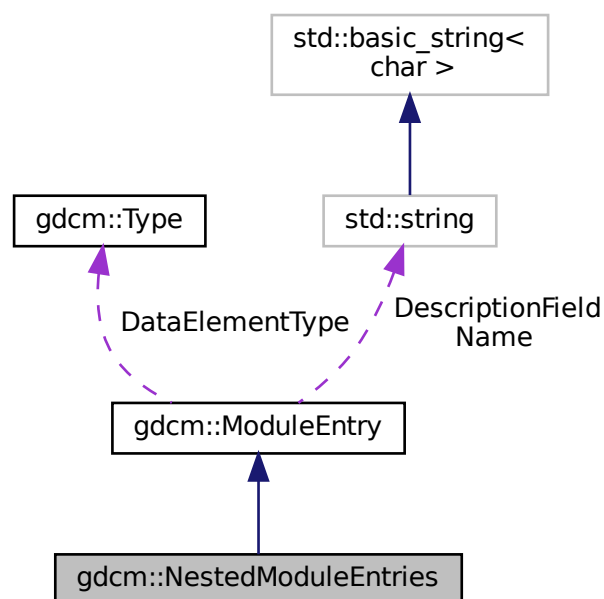 std::basic_string<
char >
gdcm::Type
std::string
DataElementType
DescriptionField
Name
gdcm::ModuleEntry
gdcm::NestedModuleEntries